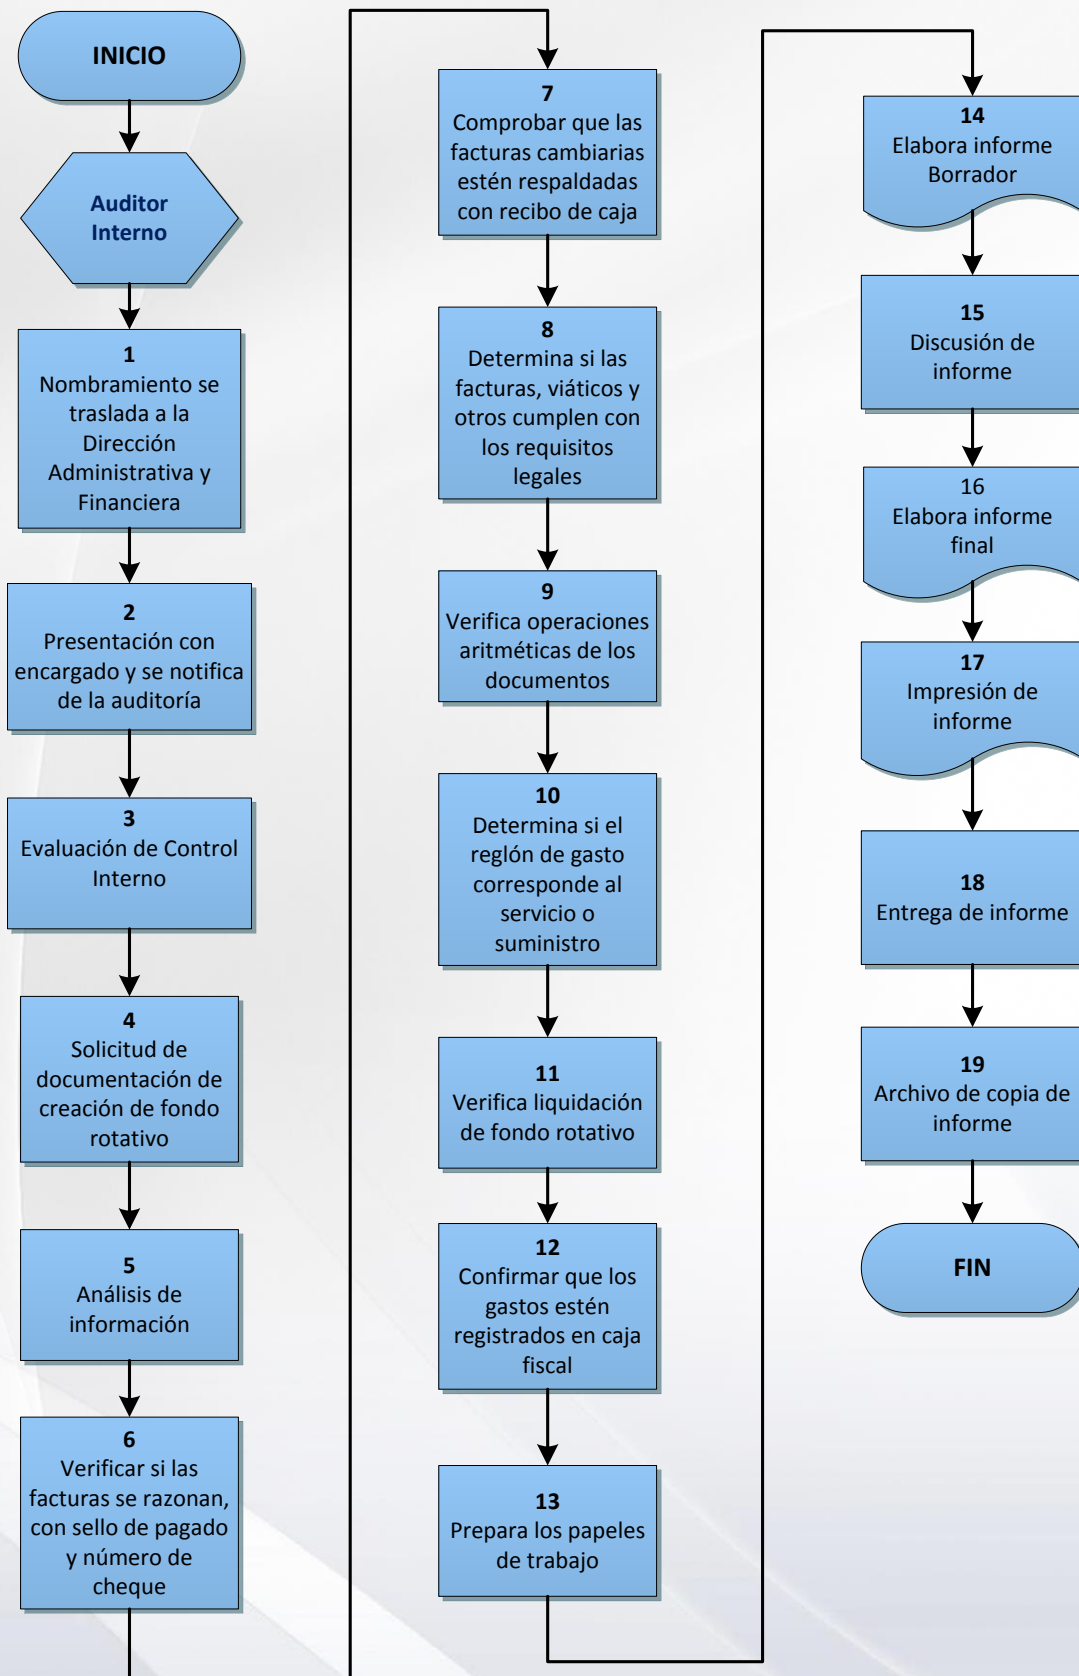 INICIO
Auditor
Interno
1
Nombramiento se
traslada a la
Dirección
Administrativa y
Financiera
2
Presentación con
encargado y se notifica
de la auditoría
3
Evaluación de Control
Interno
4
Solicitud de
documentación de
creación de fondo
rotativo
5
Análisis de
información
6
Verificar si las
facturas se razonan,
con sello de pagado
y número de
cheque
7
Comprobar que las
facturas cambiarias
estén respaldadas
con recibo de caja
8
Determina si las
facturas, viáticos y
otros cumplen con
los requisitos
legales
9
Verifica operaciones
aritméticas de los
documentos
10
Determina si el
reglón de gasto
corresponde al
servicio o
suministro
11
Verifica liquidación
de fondo rotativo
12
Confirmar que los
gastos estén
registrados en caja
fiscal
13
Prepara los papeles
de trabajo
14
Elabora informe
Borrador
15
Discusión de
informe
16
Elabora informe
final
17
Impresión de
informe
18
Entrega de informe
19
Archivo de copia de
informe
FIN